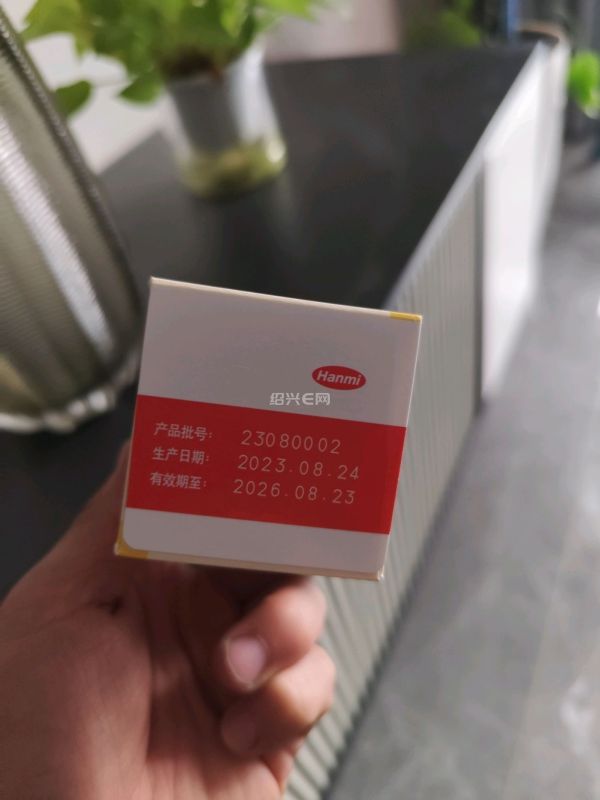 Hanmi
绍兴E网
产品批号： 23080002
生产日期： 2023.08.24
有效期至： 2026.08.23